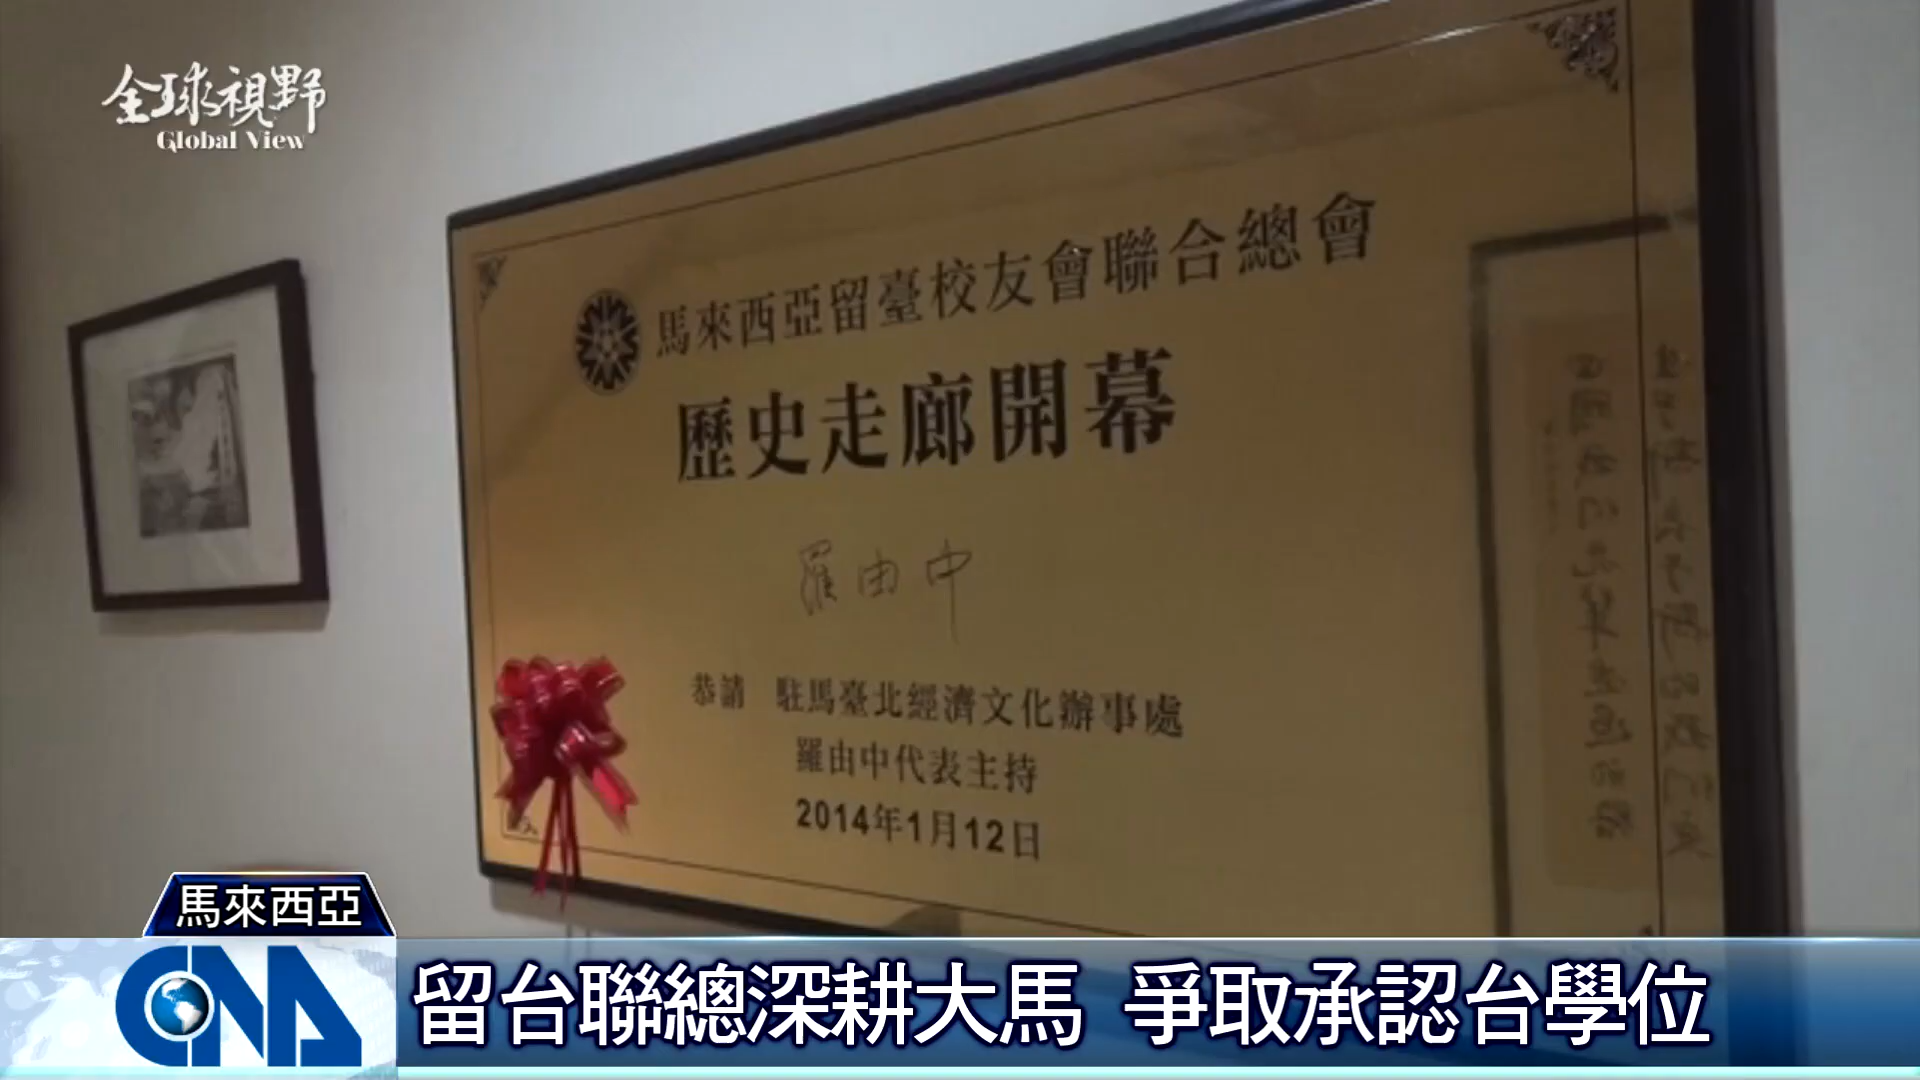 全球視野
Global View
馬來西亞留臺校友會聯合總會
歷史走廊開幕
羅由中
恭請 駐馬臺北經濟文化辦事處
羅由中代表主持
2014年1月12日
馬來西亞
CNA
留台聯總深耕大馬 爭取承認台學位